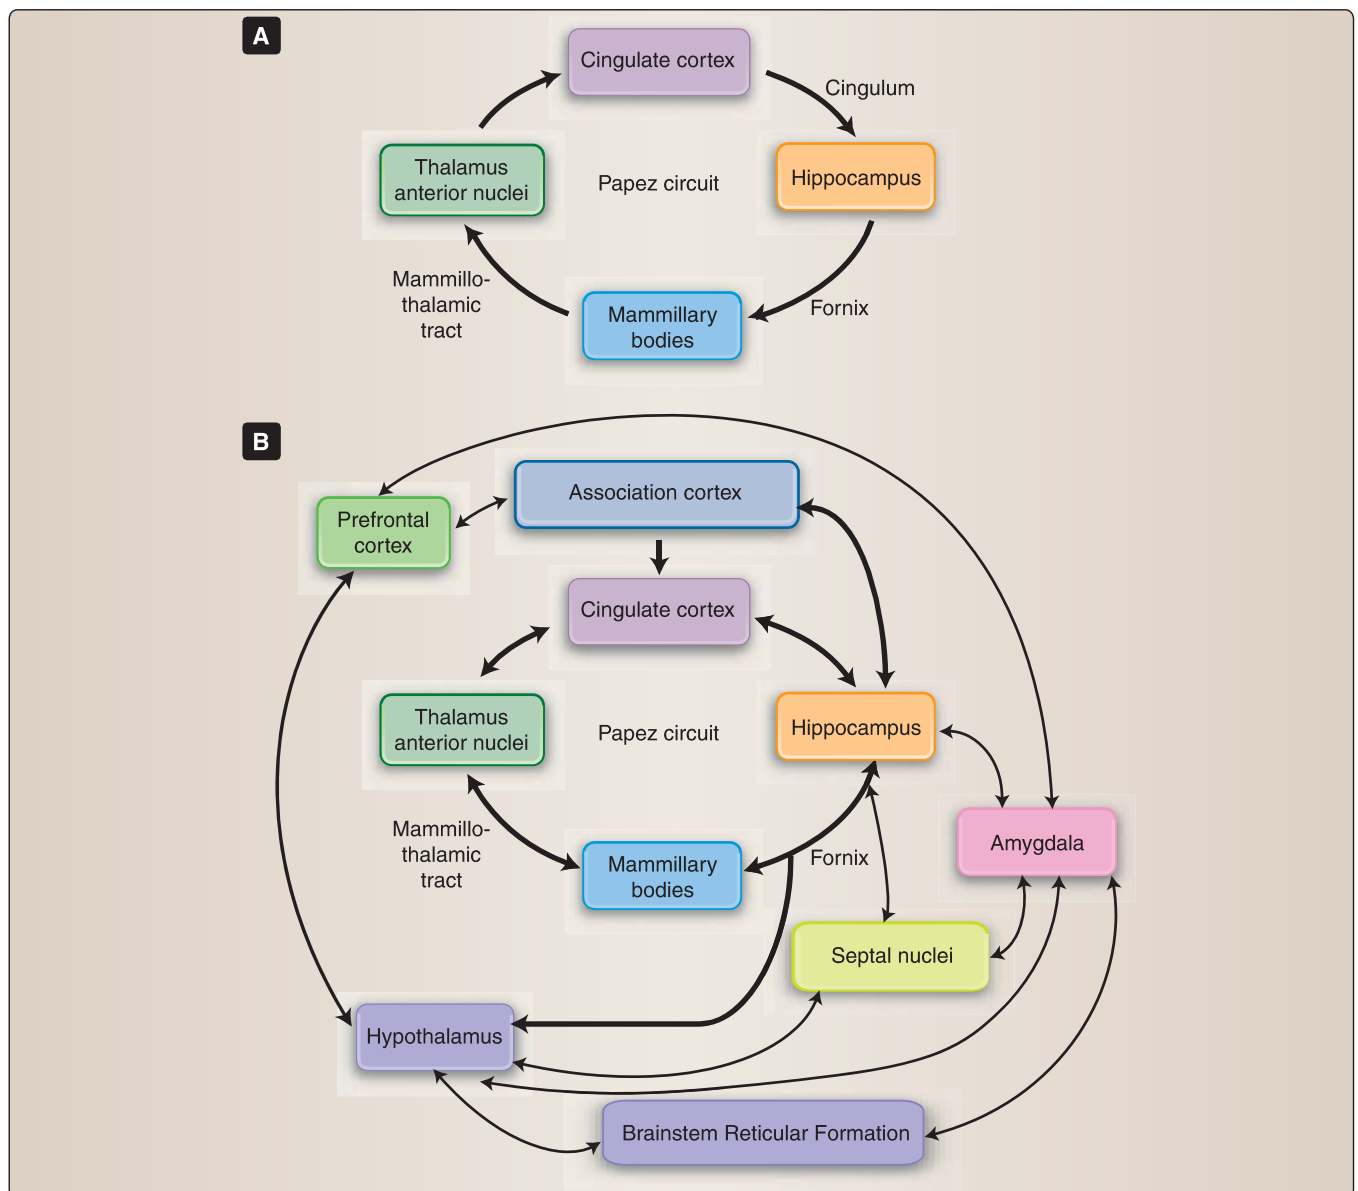 A
Cingulate cortex
Cingulum
Thalamus
anterior nuclei
Papez circuit
Hippocampus
Mammillo-
thalamic
tract
Mammillary
bodies
Fornix
B
Association cortex
Prefrontal
cortex
Cingulate cortex
Thalamus
anterior nuclei
Papez circuit
Hippocampus
Mammillo-
thalamic
tract
Mammillary
bodies
Fornix
Amygdala
Septal nuclei
Hypothalamus
Brainstem Reticular Formation